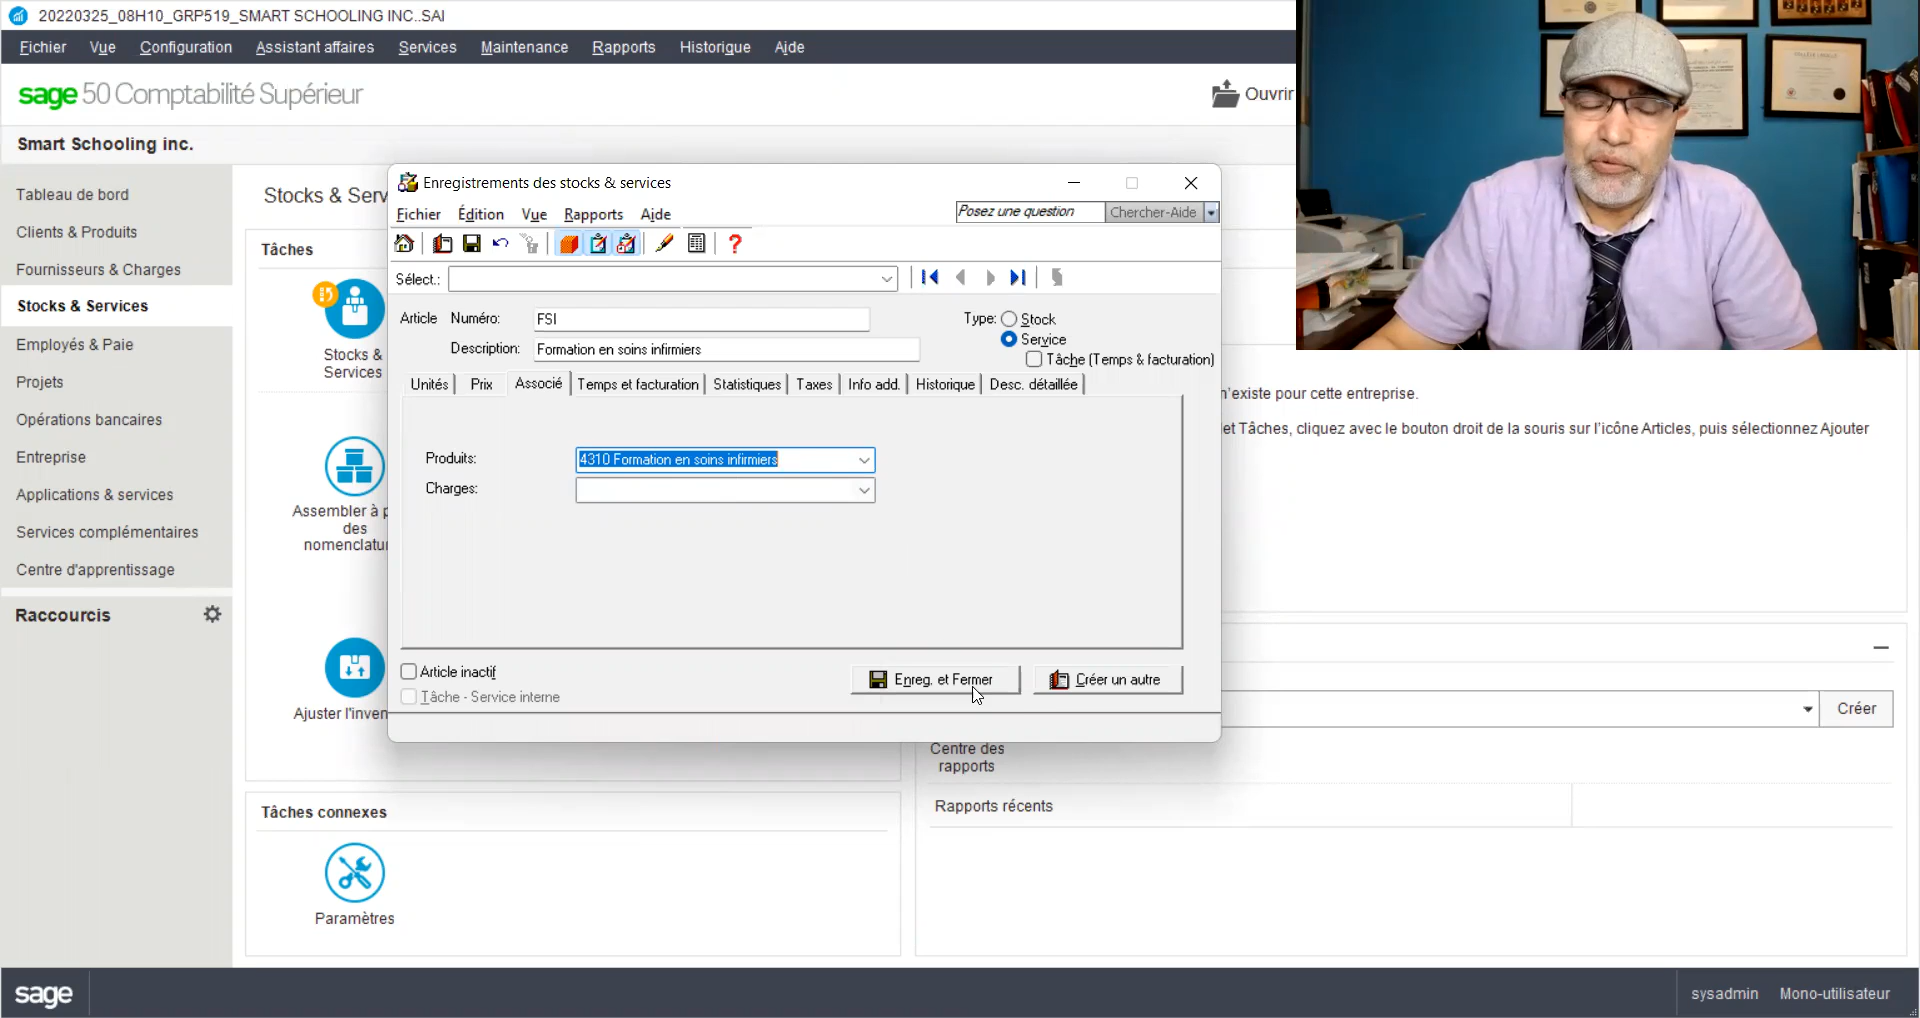 20220325_08H10_GRP519_SMART SCHOOLING INC..SAI
Fichier Vue Configuration Assistant affaires Services Maintenance Rapports Historique Aide
sage 50 Comptabilité Supérieur
Ouvrir
Smart Schooling inc.
Tableau de bord
Clients & Produits
Fournisseurs & Charges
Stocks & Services
Employés & Paie
Projets
Opérations bancaires
Entreprise
Applications & services
Services complémentaires
Centre d'apprentissage
Raccourcis
Stocks & Serv
Tâches
Stocks &
Services
Assembler à p
des
nomenclatu
Ajuster l'inven
Tâches connexes
Paramètres
Enregistrements des stocks & services
Fichier Édition Vue Rapports Aide
Posez une question Chercher-Aide
Sélect.:
Article Numéro: FSI
Description: Formation en soins infirmiers
Type: Stock
Service
Tâche (Temps & facturation)
Unités Prix Associé Temps et facturation Statistiques Taxes Info add. Historique Desc. détaillée
Produits: 4310 Formation en soins infirmiers
Charges:
Article inactif
Tâche - Service interne
Enreg. et Fermer
Créer un autre
n'existe pour cette entreprise.
et Tâches, cliquez avec le bouton droit de la souris sur l'icône Articles, puis sélectionnez Ajouter
Créer
Centre des
rapports
Rapports récents
sage
sysadmin Mono-utilisateur